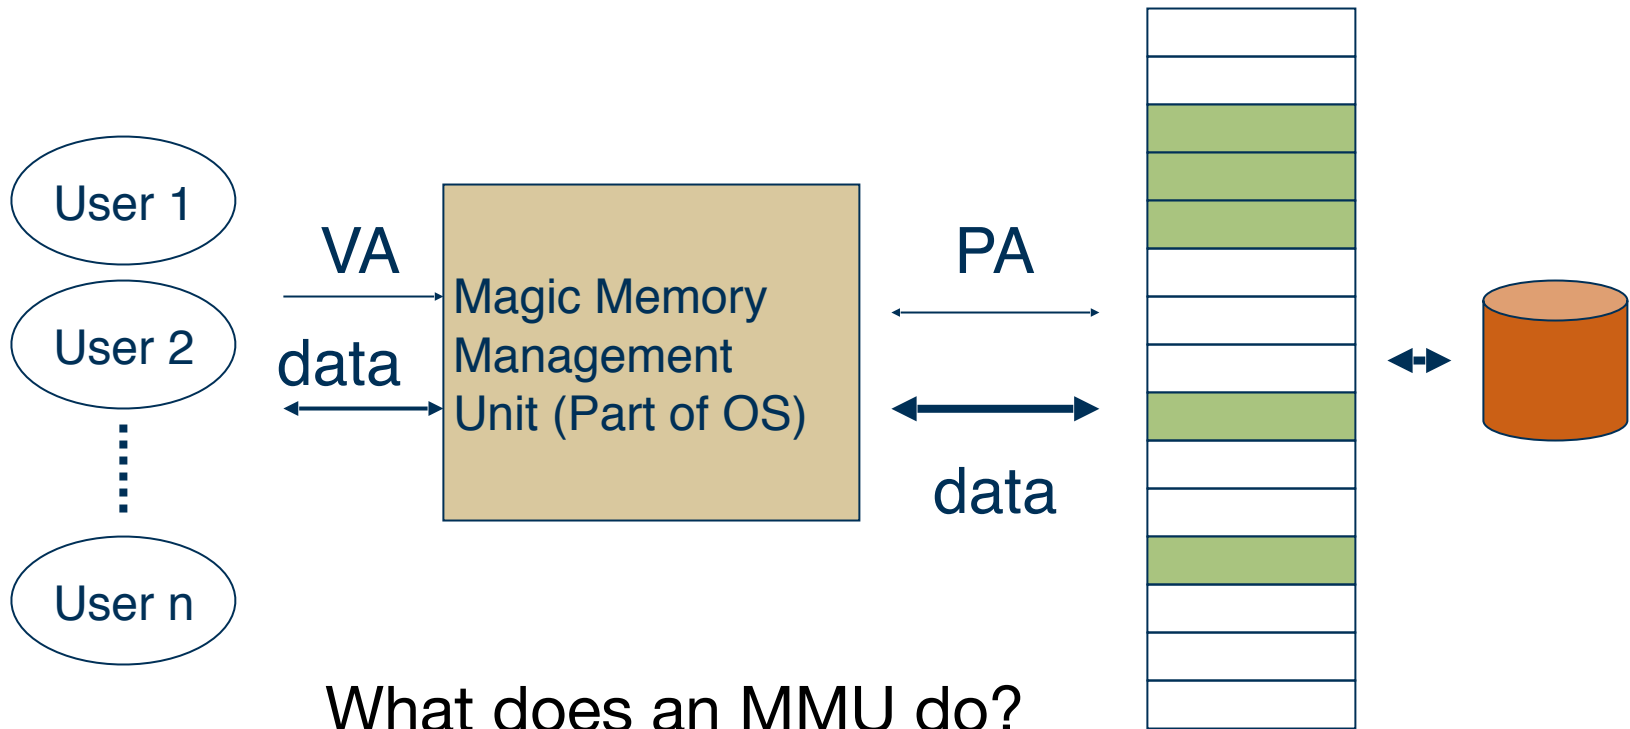 User 1
User 2
User n
VA
data
Magic Memory
Management
Unit (Part of OS)
PA
data
What does an MMU do?